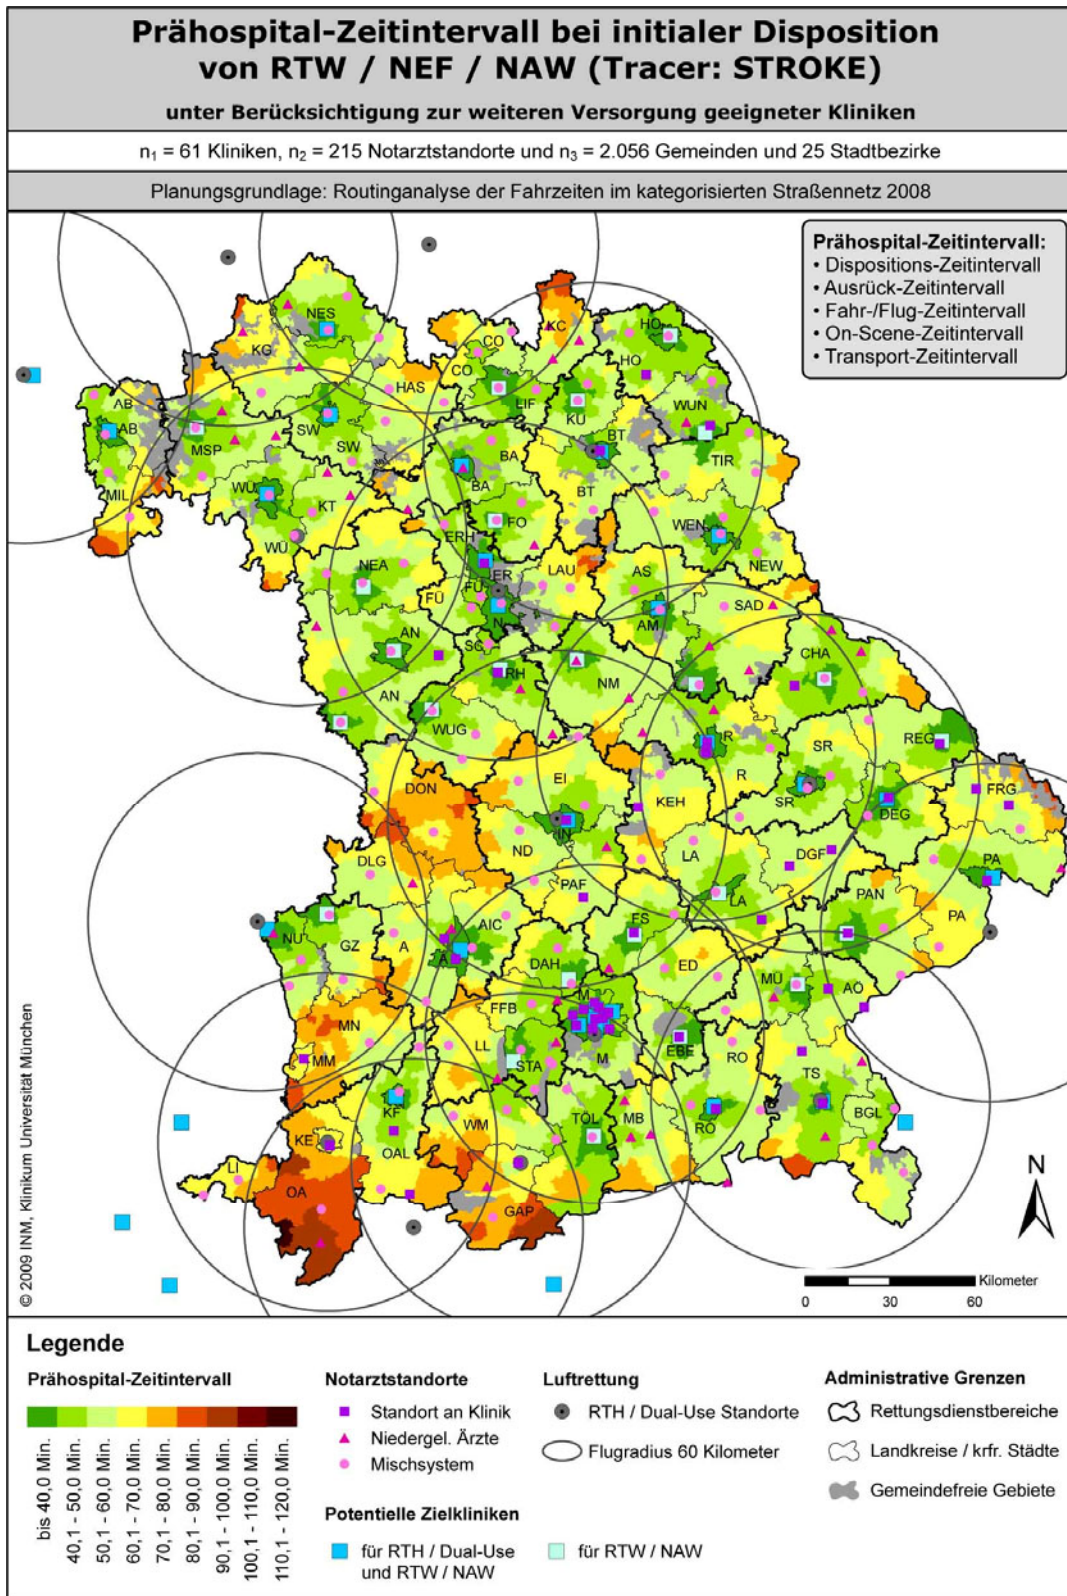 Prähospital-Zeitintervall bei initialer Disposition
von RTW / NEF / NAW (Tracer: STROKE)
unter Berücksichtigung zur weiteren Versorgung geeigneter Kliniken
n₁ = 61 Kliniken, n₂ = 215 Notarztstandorte und n₃ = 2.056 Gemeinden und 25 Stadtbezirke
Planungsgrundlage: Routinganalyse der Fahrzeiten im kategorisierten Straßennetz 2008
Prähospital-Zeitintervall:
• Dispositions-Zeitintervall
• Ausrück-Zeitintervall
• Fahr-/Flug-Zeitintervall
• On-Scene-Zeitintervall
• Transport-Zeitintervall
NES
KG
CO
KC
HO
HO
CO
HAS
LIF
KU
WUN
AB
AB
MSP
SW
SW
BA
BA
BT
BT
TIR
MIL
WÜ
KT
FO
WEN
WÜ
ERH
NEW
NEA
ER
LAU
AS
FÜ
FÜ
N
AM
SAD
AN
SC
CHA
RH
NM
AN
WUG
R
REG
SR
EI
R
DON
KEH
SR
FRG
DEG
IN
ND
LA
DGF
PA
DLG
PAF
LA
PAN
PA
AIC
FS
NU
GZ
A
A
ED
DAH
MÜ
AÖ
FFB
M
MN
LL
EBE
RO
MM
STA
M
TS
KF
BGL
WM
TÖL
MB
RO
KE
OAL
LI
OA
GAP
N
Kilometer
0 30 60
© 2009 INM, Klinikum Universität München
Legende
Prähospital-Zeitintervall
bis 40,0 Min.
40,1 - 50,0 Min.
50,1 - 60,0 Min.
60,1 - 70,0 Min.
70,1 - 80,0 Min.
80,1 - 90,0 Min.
90,1 - 100,0 Min.
100,1 - 110,0 Min.
110,1 - 120,0 Min.
Notarztstandorte
Standort an Klinik
Niedergel. Ärzte
Mischsystem
Luftrettung
RTH / Dual-Use Standorte
Flugradius 60 Kilometer
Administrative Grenzen
Rettungsdienstbereiche
Landkreise / krfr. Städte
Gemeindefreie Gebiete
Potentielle Zielkliniken
für RTH / Dual-Use
und RTW / NAW
für RTW / NAW